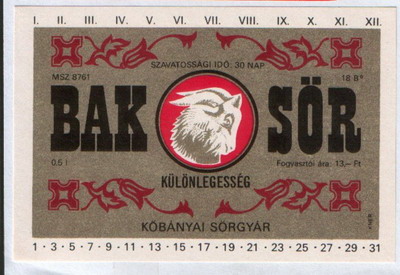 I. II. III. IV. V. VI. VII. VIII. IX. X. XI. XII.
SZAVATOSSÁGI IDŐ: 30 NAP
MSZ 8761 18 B°
BAK SÖR
0,5 l Fogyasztói ára: 13,– Ft
KÜLÖNLEGESSÉG
KŐBÁNYAI SÖRGYÁR
1 · 3 · 5 · 7 · 9 · 11 · 13 · 15 · 17 · 19 · 21 · 23 · 25 · 27 · 29 · 31